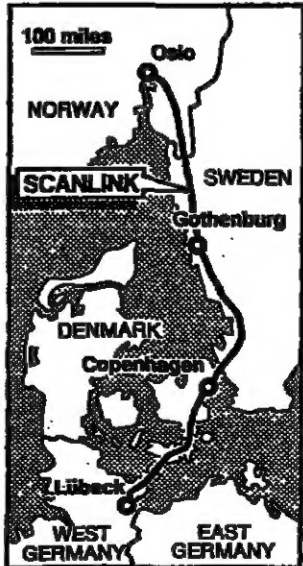 100 miles
Oslo
NORWAY
SCANLINK
SWEDEN
Gothenburg
DENMARK
Copenhagen
Lübeck
WEST
GERMANY
EAST
GERMANY